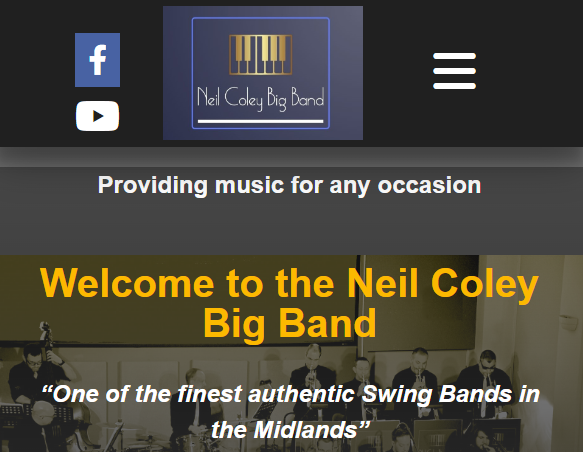 Neil Coley Big Band
Providing music for any occasion
Welcome to the Neil Coley
Big Band
“One of the finest authentic Swing Bands in
the Midlands”